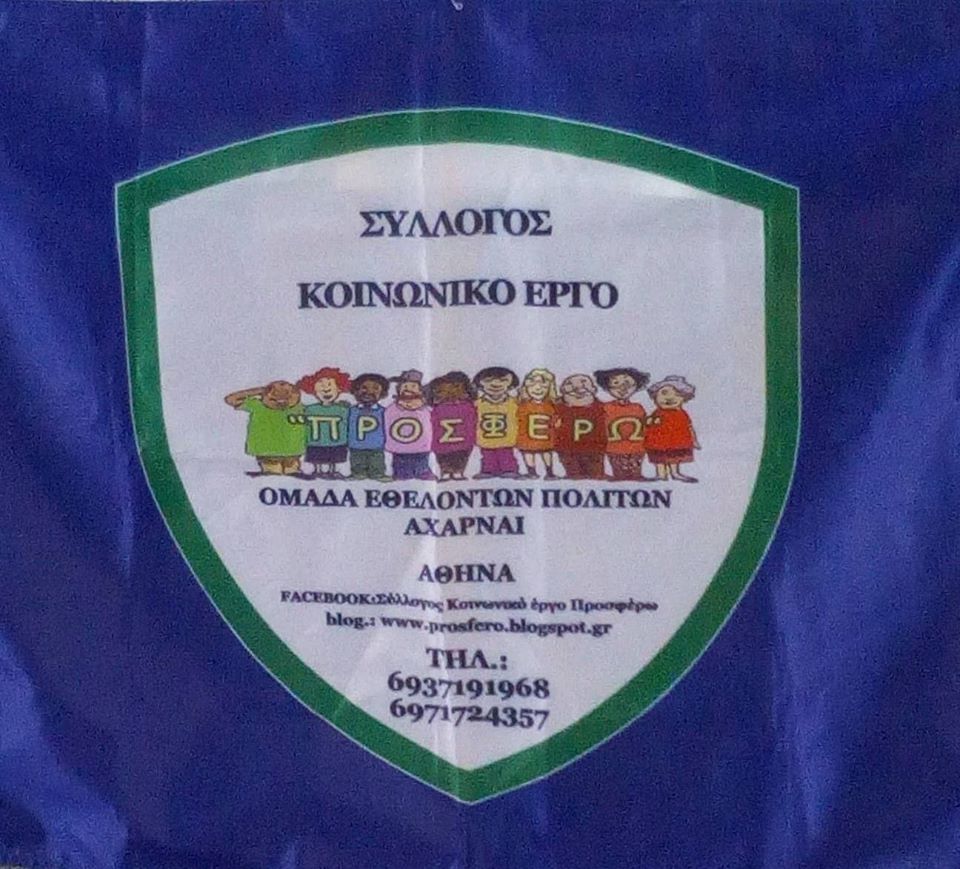 ΣΥΛΛΟΓΟΣ
ΚΟΙΝΩΝΙΚΟ ΕΡΓΟ
"ΠΡΟΣΦΕΡΩ"
ΟΜΑΔΑ ΕΘΕΛΟΝΤΩΝ ΠΟΛΙΤΩΝ
ΑΧΑΡΝΑΙ
ΑΘΗΝΑ
FACEBOOK:Σύλλογος Κοινωνικό έργο Προσφέρω
blog.: www.prosfero.blogspot.gr
ΤΗΛ.:
6937191968
6971724357